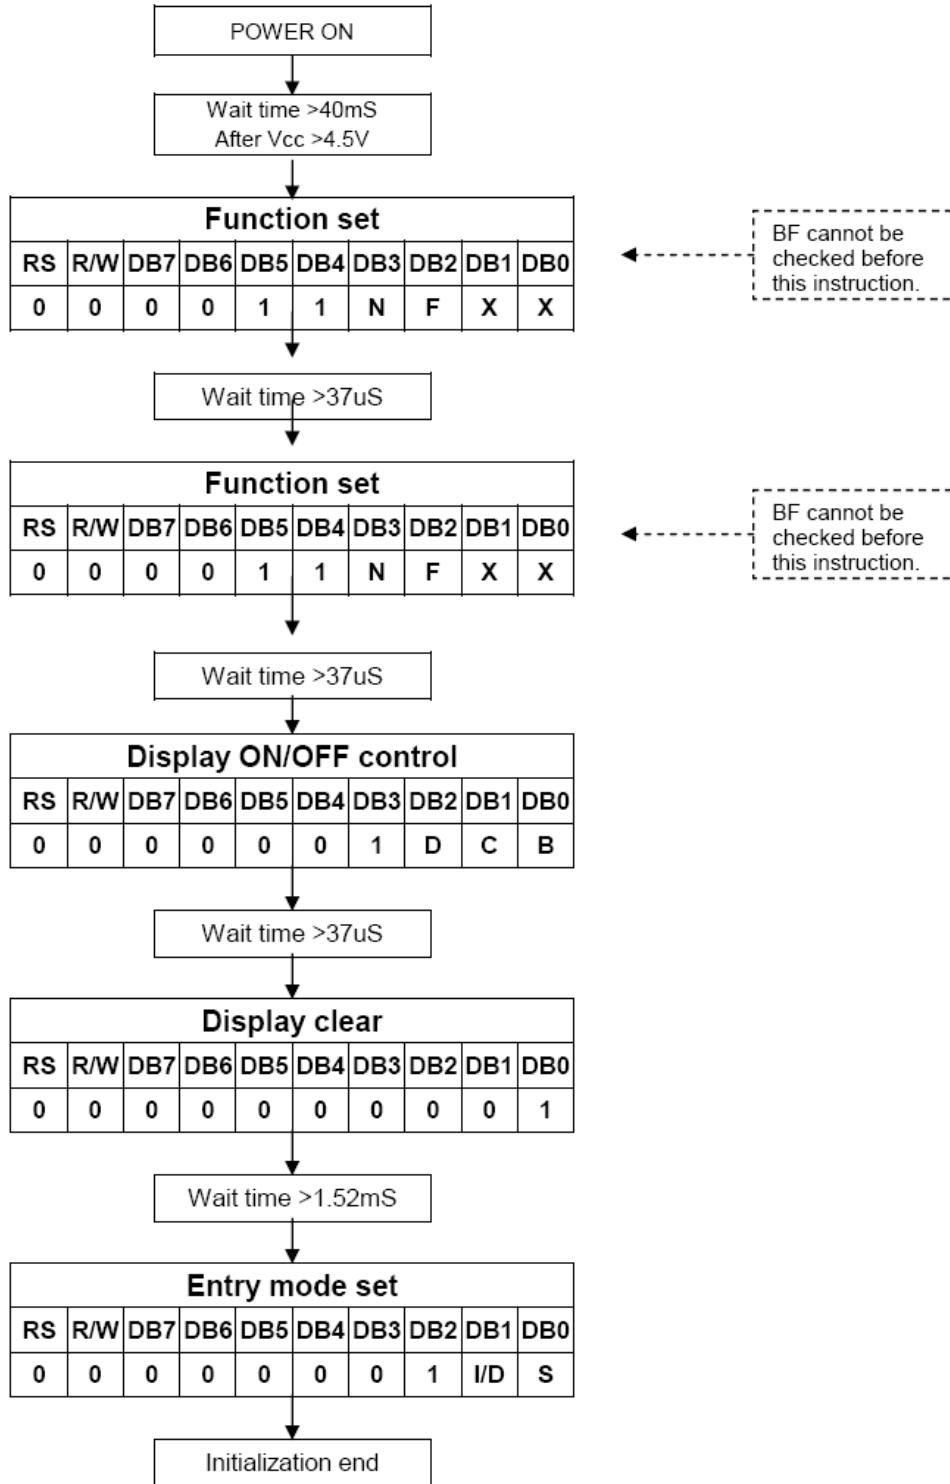 POWER ON
Wait time >40mS
After Vcc >4.5V
Function set
RS R/W DB7 DB6 DB5 DB4 DB3 DB2 DB1 DB0
0 0 0 0 1 1 N F X X
BF cannot be
checked before
this instruction.
Wait time >37uS
Function set
RS R/W DB7 DB6 DB5 DB4 DB3 DB2 DB1 DB0
0 0 0 0 1 1 N F X X
BF cannot be
checked before
this instruction.
Wait time >37uS
Display ON/OFF control
RS R/W DB7 DB6 DB5 DB4 DB3 DB2 DB1 DB0
0 0 0 0 0 0 1 D C B
Wait time >37uS
Display clear
RS R/W DB7 DB6 DB5 DB4 DB3 DB2 DB1 DB0
0 0 0 0 0 0 0 0 0 1
Wait time >1.52mS
Entry mode set
RS R/W DB7 DB6 DB5 DB4 DB3 DB2 DB1 DB0
0 0 0 0 0 0 0 1 I/D S
Initialization end